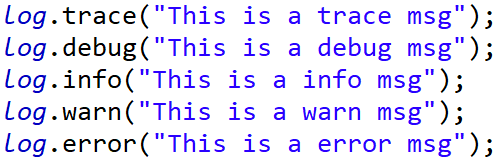 log.trace("This is a trace msg");
log.debug("This is a debug msg");
log.info("This is a info msg");
log.warn("This is a warn msg");
log.error("This is a error msg");